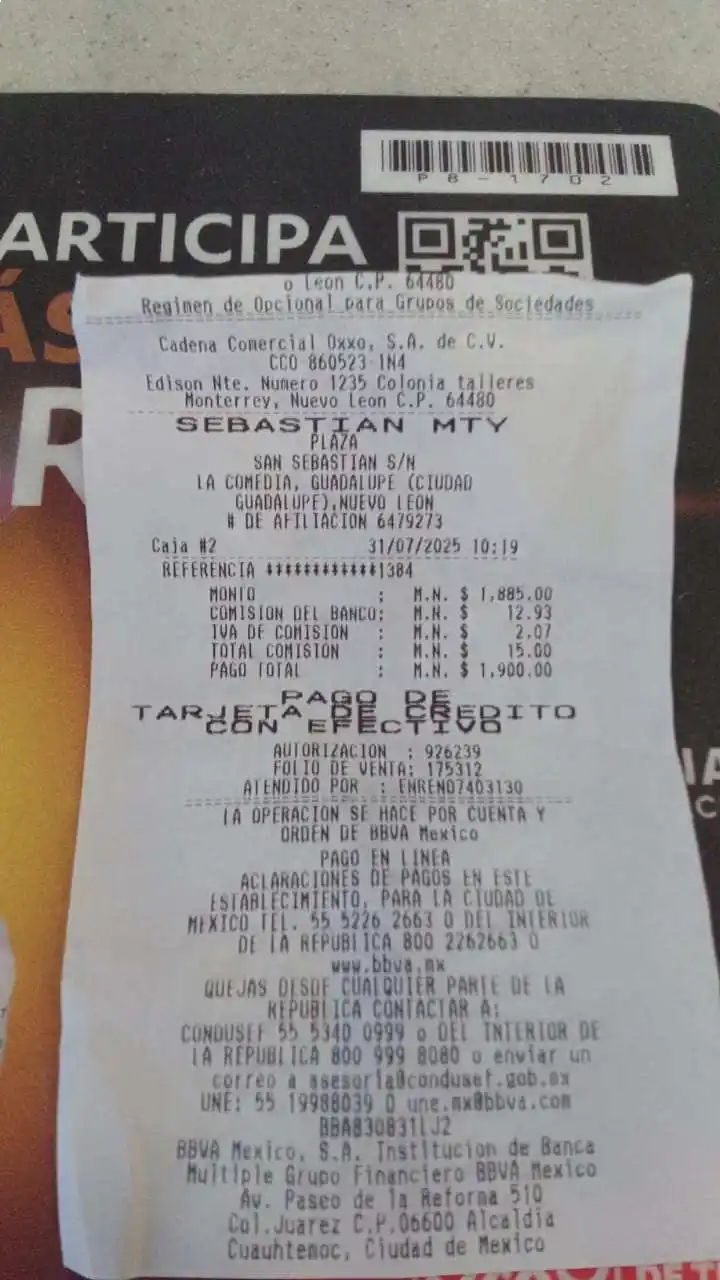 PB-1702
ARTICIPA
ÁS
R
o Leon C.P. 64480
Regimen de Opcional para Grupos de Sociedades
Cadena Comercial Oxxo, S.A. de C.V.
CCO 860523 1N4
Edison Nte. Numero 1235 Colonia talleres
Monterrey, Nuevo Leon C.P. 64480
SEBASTIAN MTY
PLAZA
SAN SEBASTIAN S/N
LA COMEDIA, GUADALUPE (CIUDAD
GUADALUPE),NUEVO LEON
# DE AFILIACION 6479273
Caja #2 31/07/2025 10:19
REFERENCIA ************1384
MONTO : M.N. $ 1,885.00
COMISION DEL BANCO: M.N. $ 12.93
IVA DE COMISION : M.N. $ 2.07
TOTAL COMISION : M.N. $ 15.00
PAGO TOTAL : M.N. $ 1,900.00
PAGO DE
TARJETA DE CREDITO
CON EFECTIVO
AUTORIZACION : 926239
FOLIO DE VENTA: 175312
ATENDIDO POR : ENREN07403130
LA OPERACION SE HACE POR CUENTA Y
ORDEN DE BBVA Mexico
PAGO EN LINEA
ACLARACIONES DE PAGOS EN ESTE
ESTABLECIMIENTO, PARA LA CIUDAD DE
MEXICO TEL. 55 5226 2663 O DEL INTERIOR
DE LA REPUBLICA 800 2262663 O
www.bbva.mx
QUEJAS DESDE CUALQUIER PARTE DE LA
REPUBLICA CONTACTAR A:
CONDUSEF 55 5340 0999 o DEL INTERIOR DE
LA REPUBLICA 800 999 8080 o enviar un
correo a asesoria@condusef.gob.mx
UNE: 55 19988039 O une.mx@bbva.com
BBA830831LJ2
BBVA Mexico, S.A. Institucion de Banca
Multiple Grupo Financiero BBVA Mexico
Av. Paseo de la Reforma 510
Col.Juarez C.P.06600 Alcaldia
Cuauhtemoc, Ciudad de Mexico